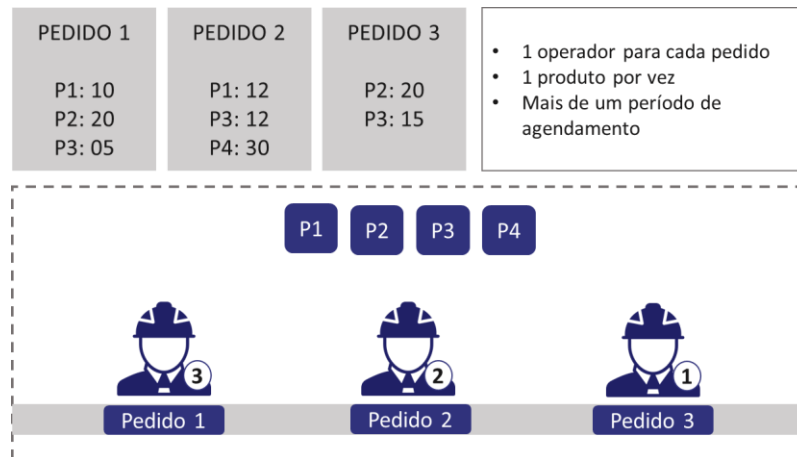 PEDIDO 1
P1: 10
P2: 20
P3: 05
PEDIDO 2
P1: 12
P3: 12
P4: 30
PEDIDO 3
P2: 20
P3: 15
• 1 operador para cada pedido
• 1 produto por vez
• Mais de um período de
agendamento
P1 P2 P3 P4
3 2 1
Pedido 1 Pedido 2 Pedido 3